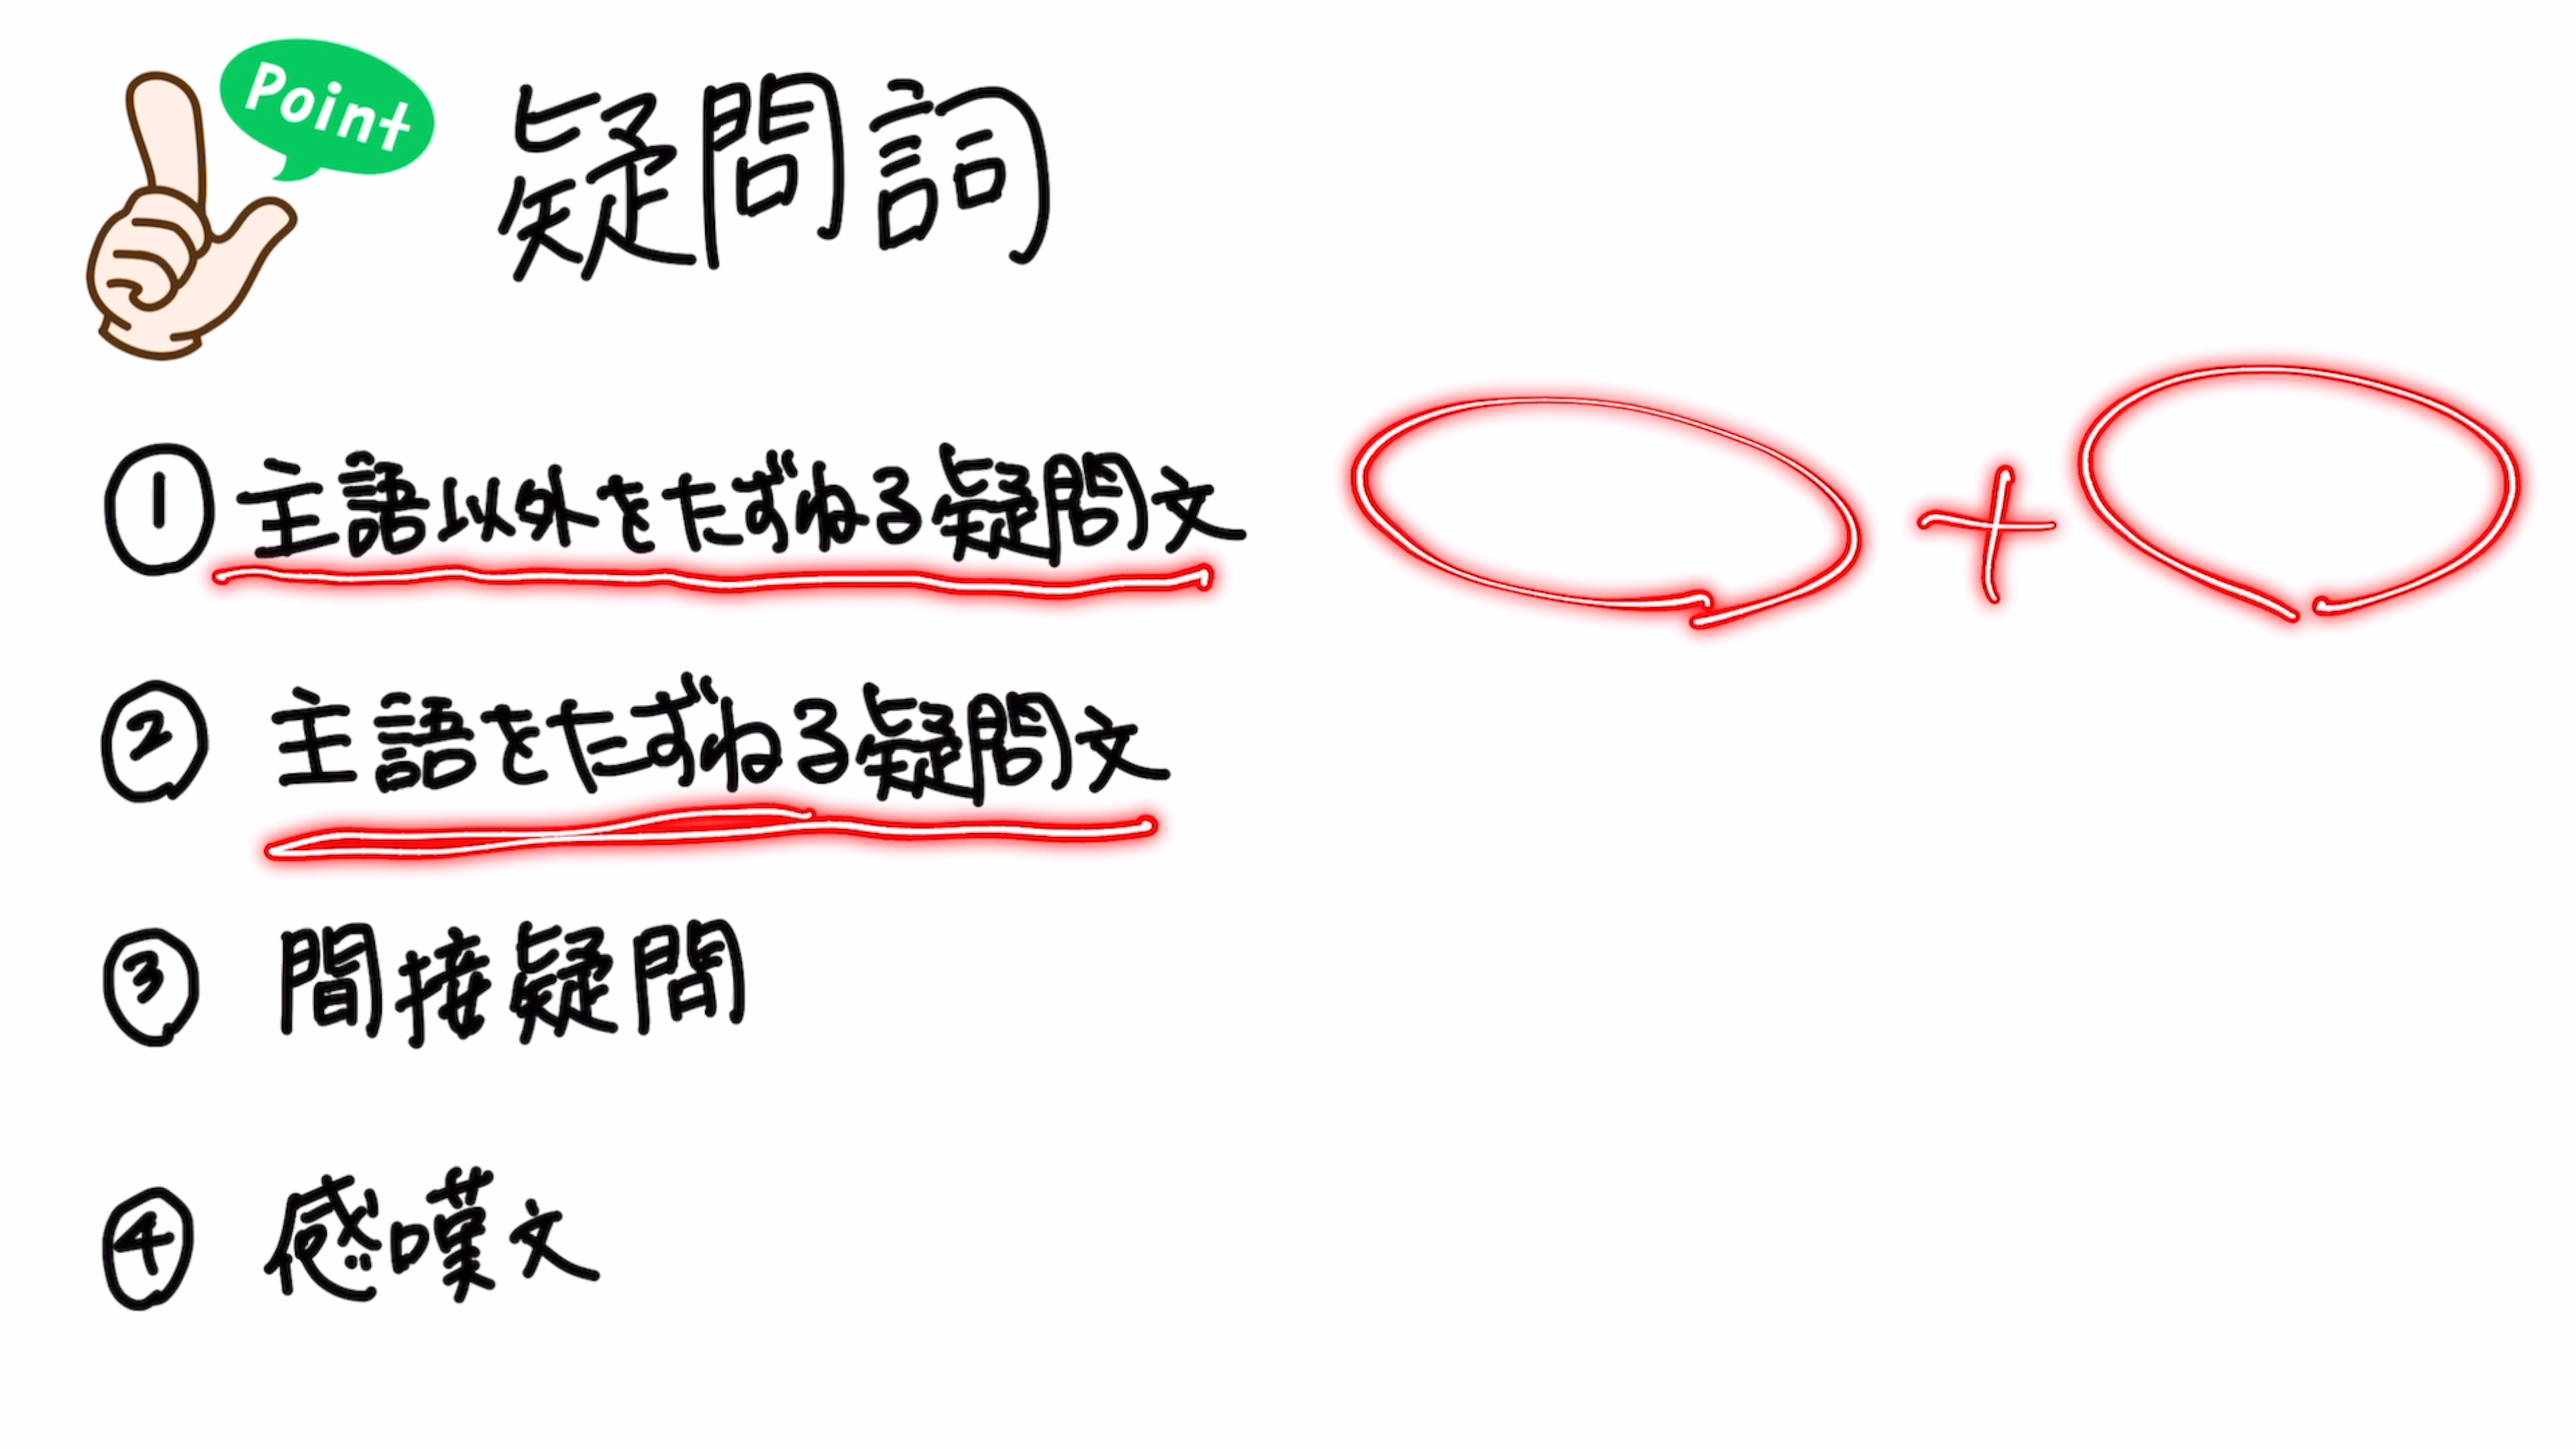 Point
疑問詞
① 主語以外をたずねる疑問文
+
② 主語をたずねる疑問文
③ 間接疑問
④ 感嘆文